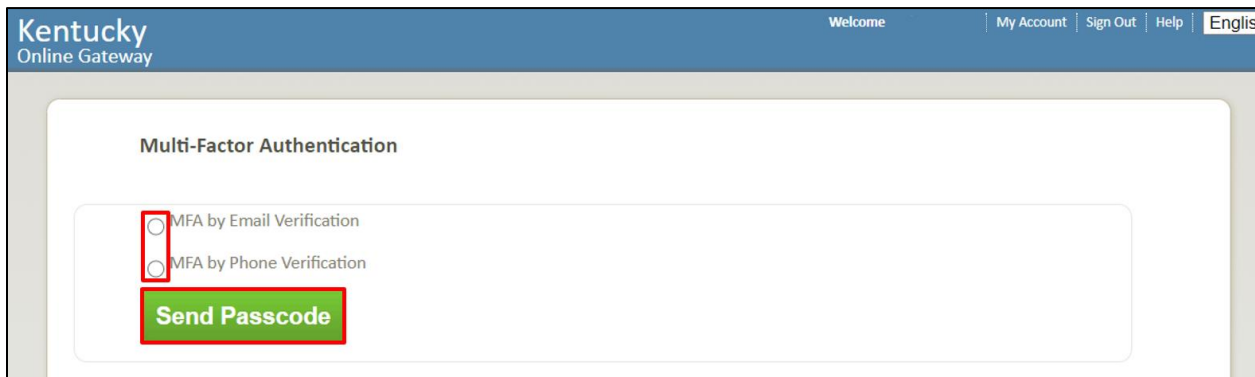 Kentucky
Online Gateway
Welcome My Account Sign Out Help Englis
Multi-Factor Authentication
MFA by Email Verification
MFA by Phone Verification
Send Passcode